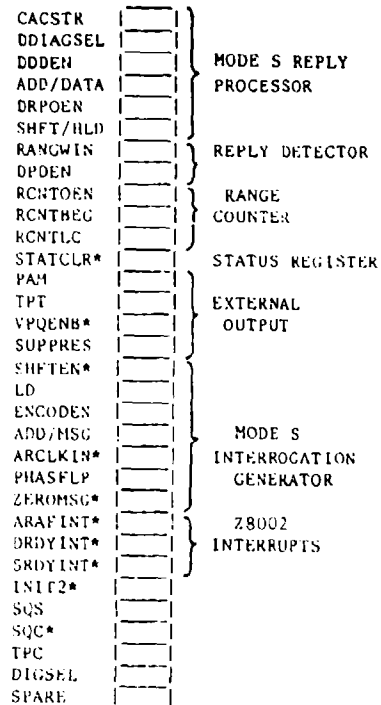 CACSTR
DDIAGSEL
DDDEN
ADD/DATA
DRPOEN
SHFT/HLD
MODE S REPLY
PROCESSOR
RANGWIN
DPDEN
REPLY DETECTOR
RCNTOEN
RCNTBEG
RCNTLC
RANGE
COUNTER
STATCLR*
STATUS REGISTER
PAM
TPT
VPQENB*
SUPPRES
EXTERNAL
OUTPUT
SHFTEN*
LD
ENCODEN
ADD/MSG
ARCLKIN*
PHASFLP
ZEROMSG*
MODE S
INTERROGATION
GENERATOR
ARAFINT*
DRDYINT*
SRDYINT*
Z8002
INTERRUPTS
INIT2*
SQS
SQC*
TPC
DIGSEL
SPARE